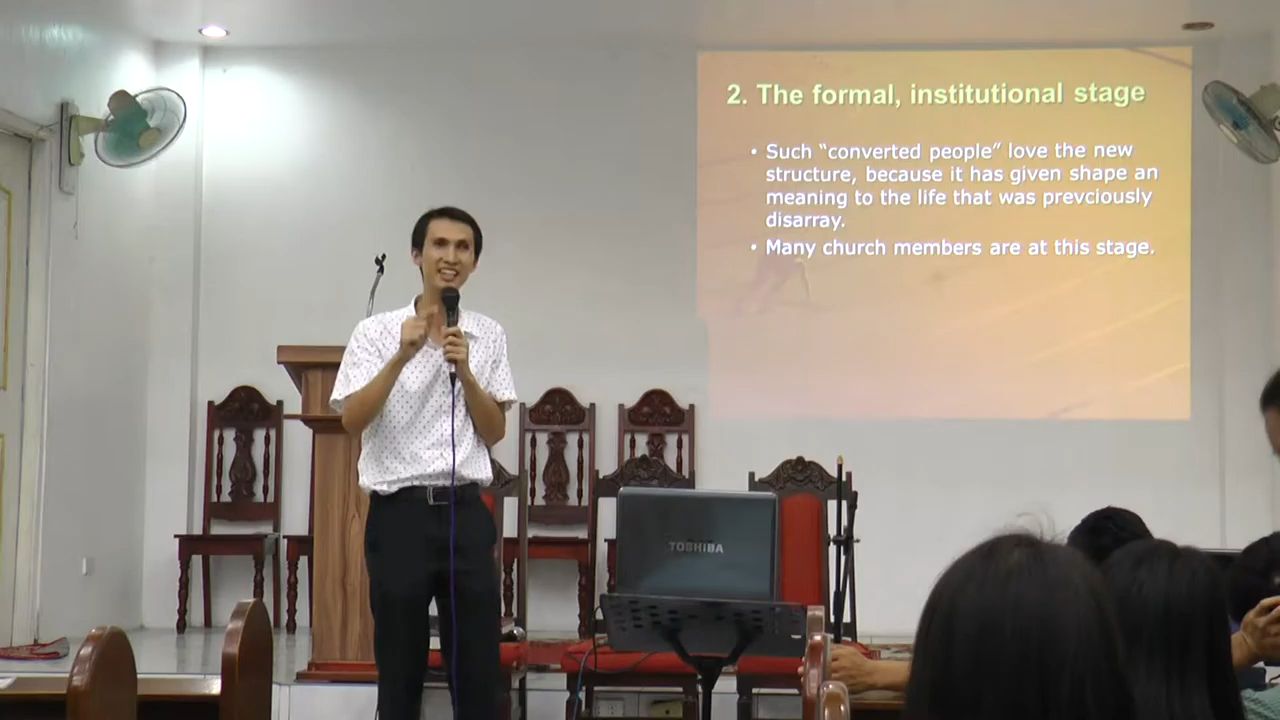 2. The formal, institutional stage
• Such “converted people” love the new
structure, because it has given shape an
meaning to the life that was prevciously
disarray.
• Many church members are at this stage.
TOSHIBA